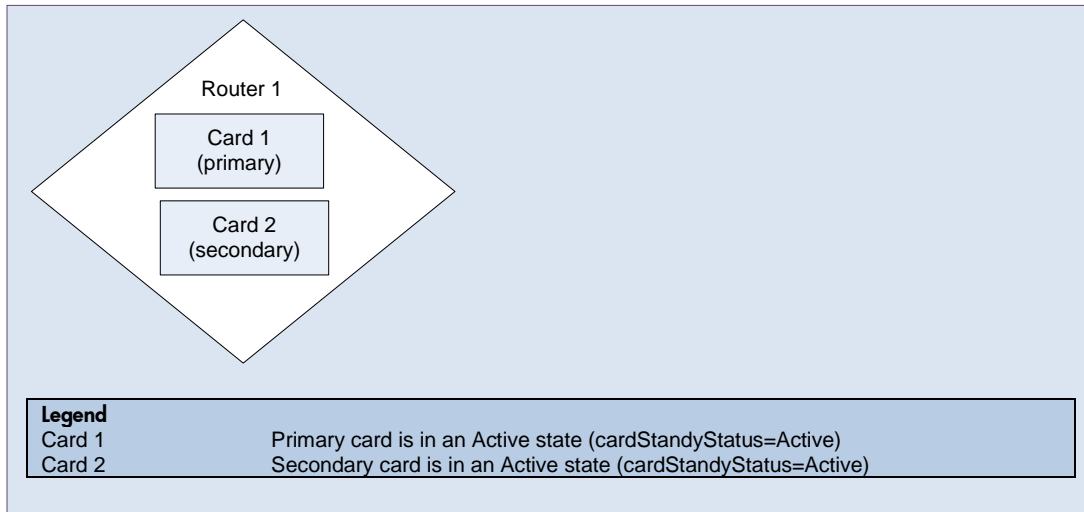 Router 1
Card 1
(primary)
Card 2
(secondary)
Legend
Card 1 Primary card is in an Active state (cardStandyStatus=Active)
Card 2 Secondary card is in an Active state (cardStandyStatus=Active)